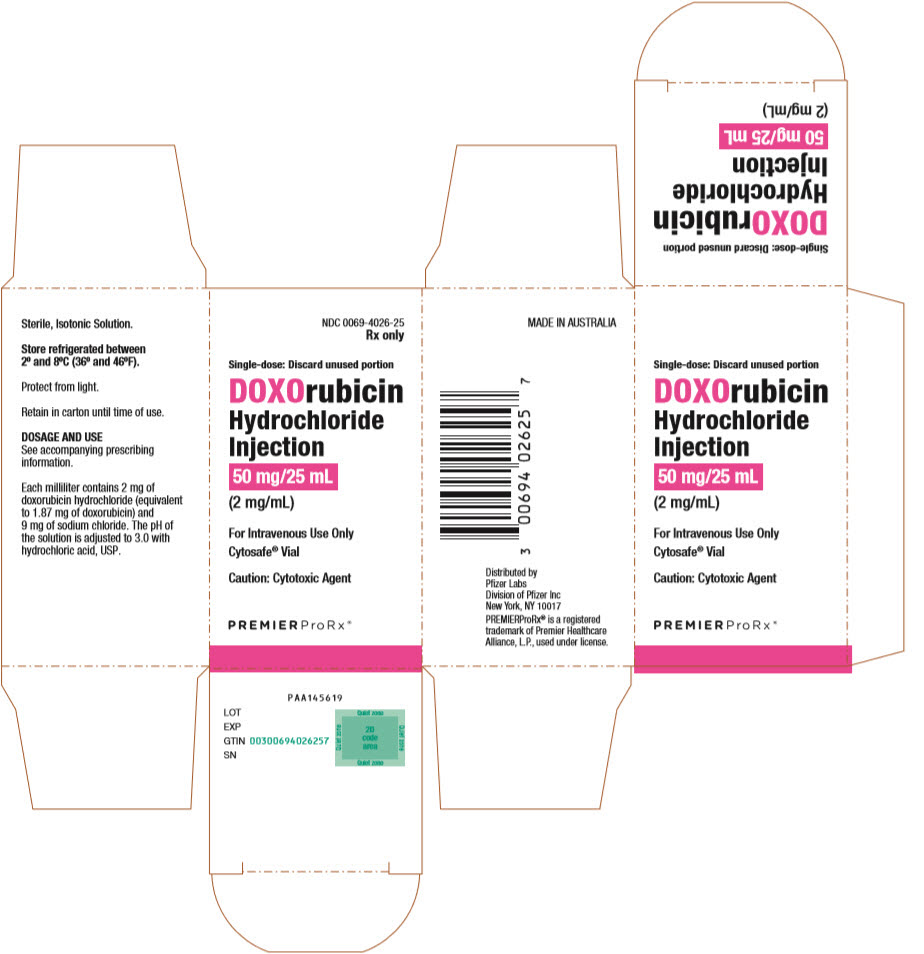 Single-dose: Discard unused portion
DOXOrubicin
Hydrochloride
Injection
50 mg/25 mL
(2 mg/mL)
Sterile, Isotonic Solution.
Store refrigerated between
2º and 8ºC (36º and 46ºF).
Protect from light.
Retain in carton until time of use.
DOSAGE AND USE
See accompanying prescribing
information.
Each milliliter contains 2 mg of
doxorubicin hydrochloride (equivalent
to 1.87 mg of doxorubicin) and
9 mg of sodium chloride. The pH of
the solution is adjusted to 3.0 with
hydrochloric acid, USP.
NDC 0069-4026-25
Rx only
Single-dose: Discard unused portion
DOXOrubicin
Hydrochloride
Injection
50 mg/25 mL
(2 mg/mL)
For Intravenous Use Only
Cytosafe® Vial
Caution: Cytotoxic Agent
PREMIERProRx®
MADE IN AUSTRALIA
3 00694 02625 7
Distributed by
Pfizer Labs
Division of Pfizer Inc
New York, NY 10017
PREMIERProRx® is a registered
trademark of Premier Healthcare
Alliance, L.P., used under license.
Single-dose: Discard unused portion
DOXOrubicin
Hydrochloride
Injection
50 mg/25 mL
(2 mg/mL)
For Intravenous Use Only
Cytosafe® Vial
Caution: Cytotoxic Agent
PREMIERProRx®
PAA145619
LOT
EXP
GTIN 00300694026257
SN
Quiet zone
Quiet zone
2D
code
area
Quiet zone
Quiet zone